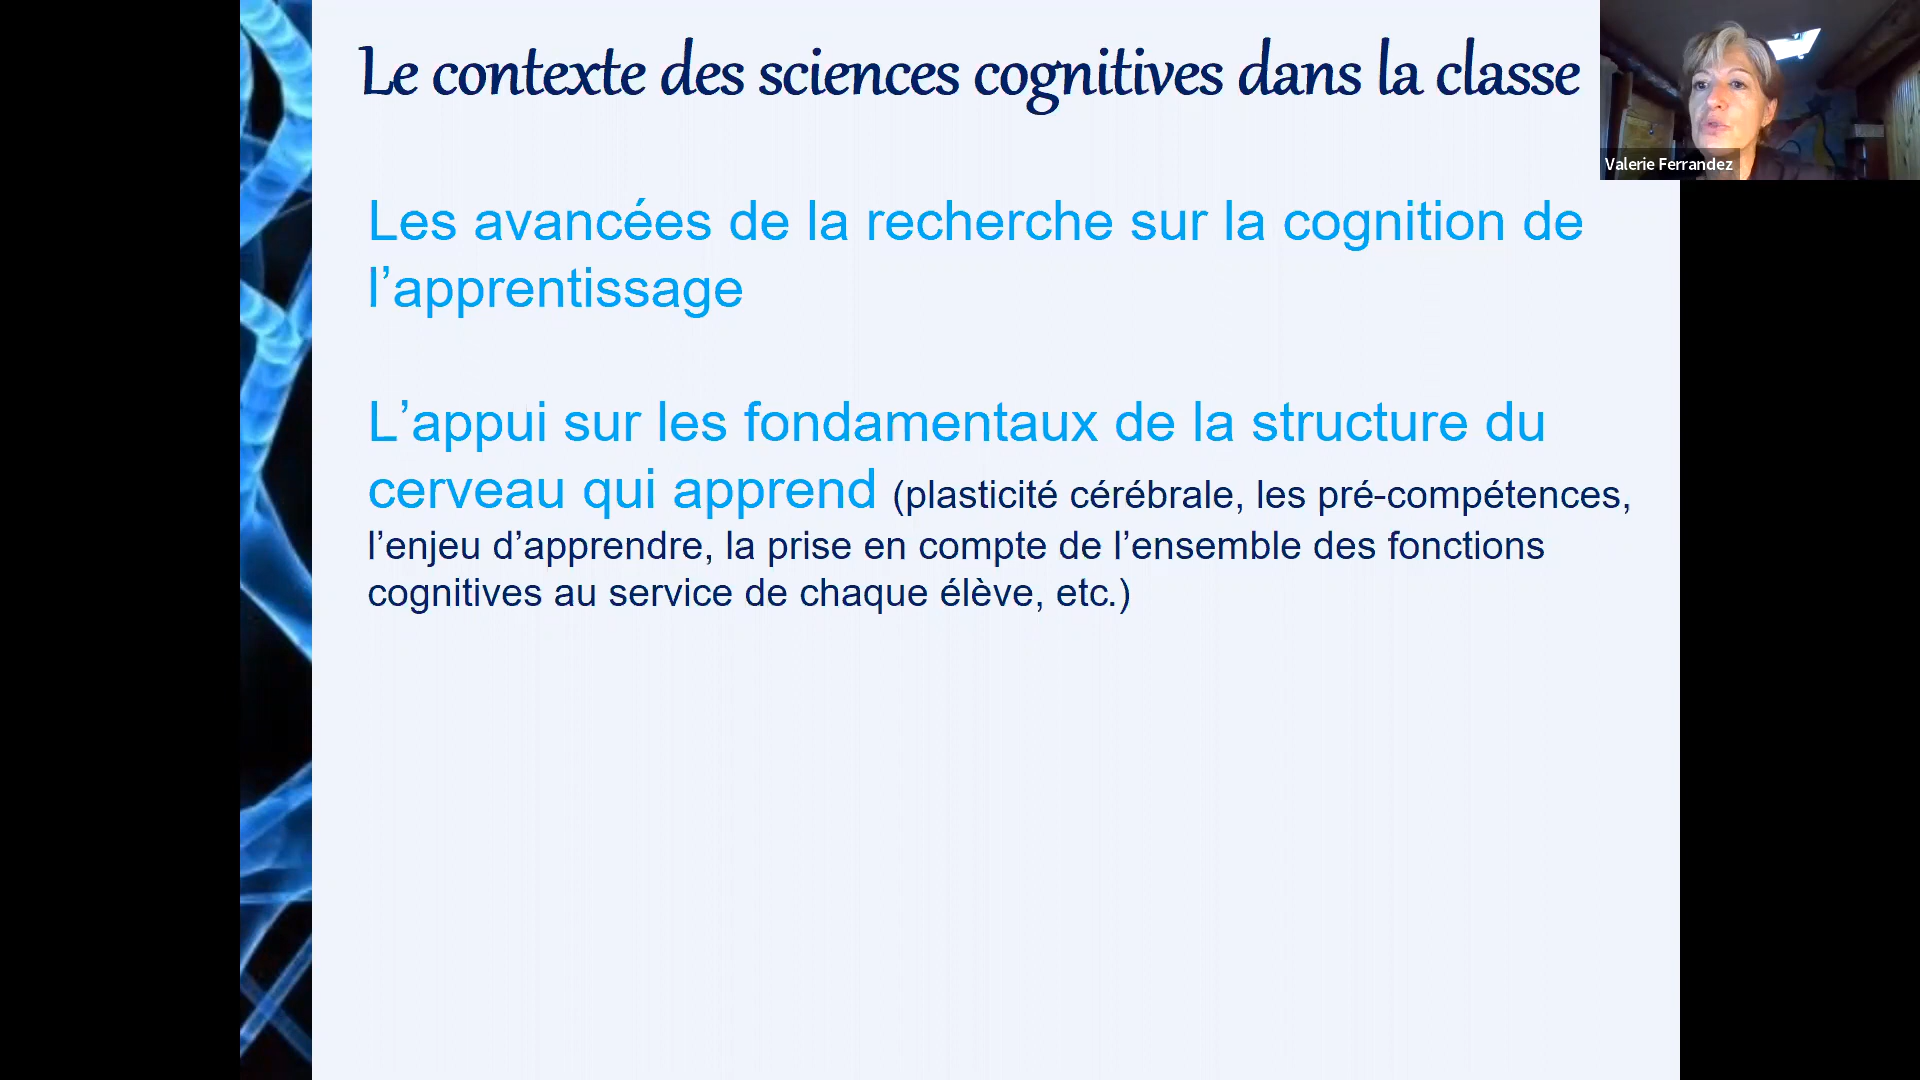 Le contexte des sciences cognitives dans la classe
Valerie Ferrandez
Les avancées de la recherche sur la cognition de
l’apprentissage
L’appui sur les fondamentaux de la structure du
cerveau qui apprend (plasticité cérébrale, les pré-compétences,
l’enjeu d’apprendre, la prise en compte de l’ensemble des fonctions
cognitives au service de chaque élève, etc.)